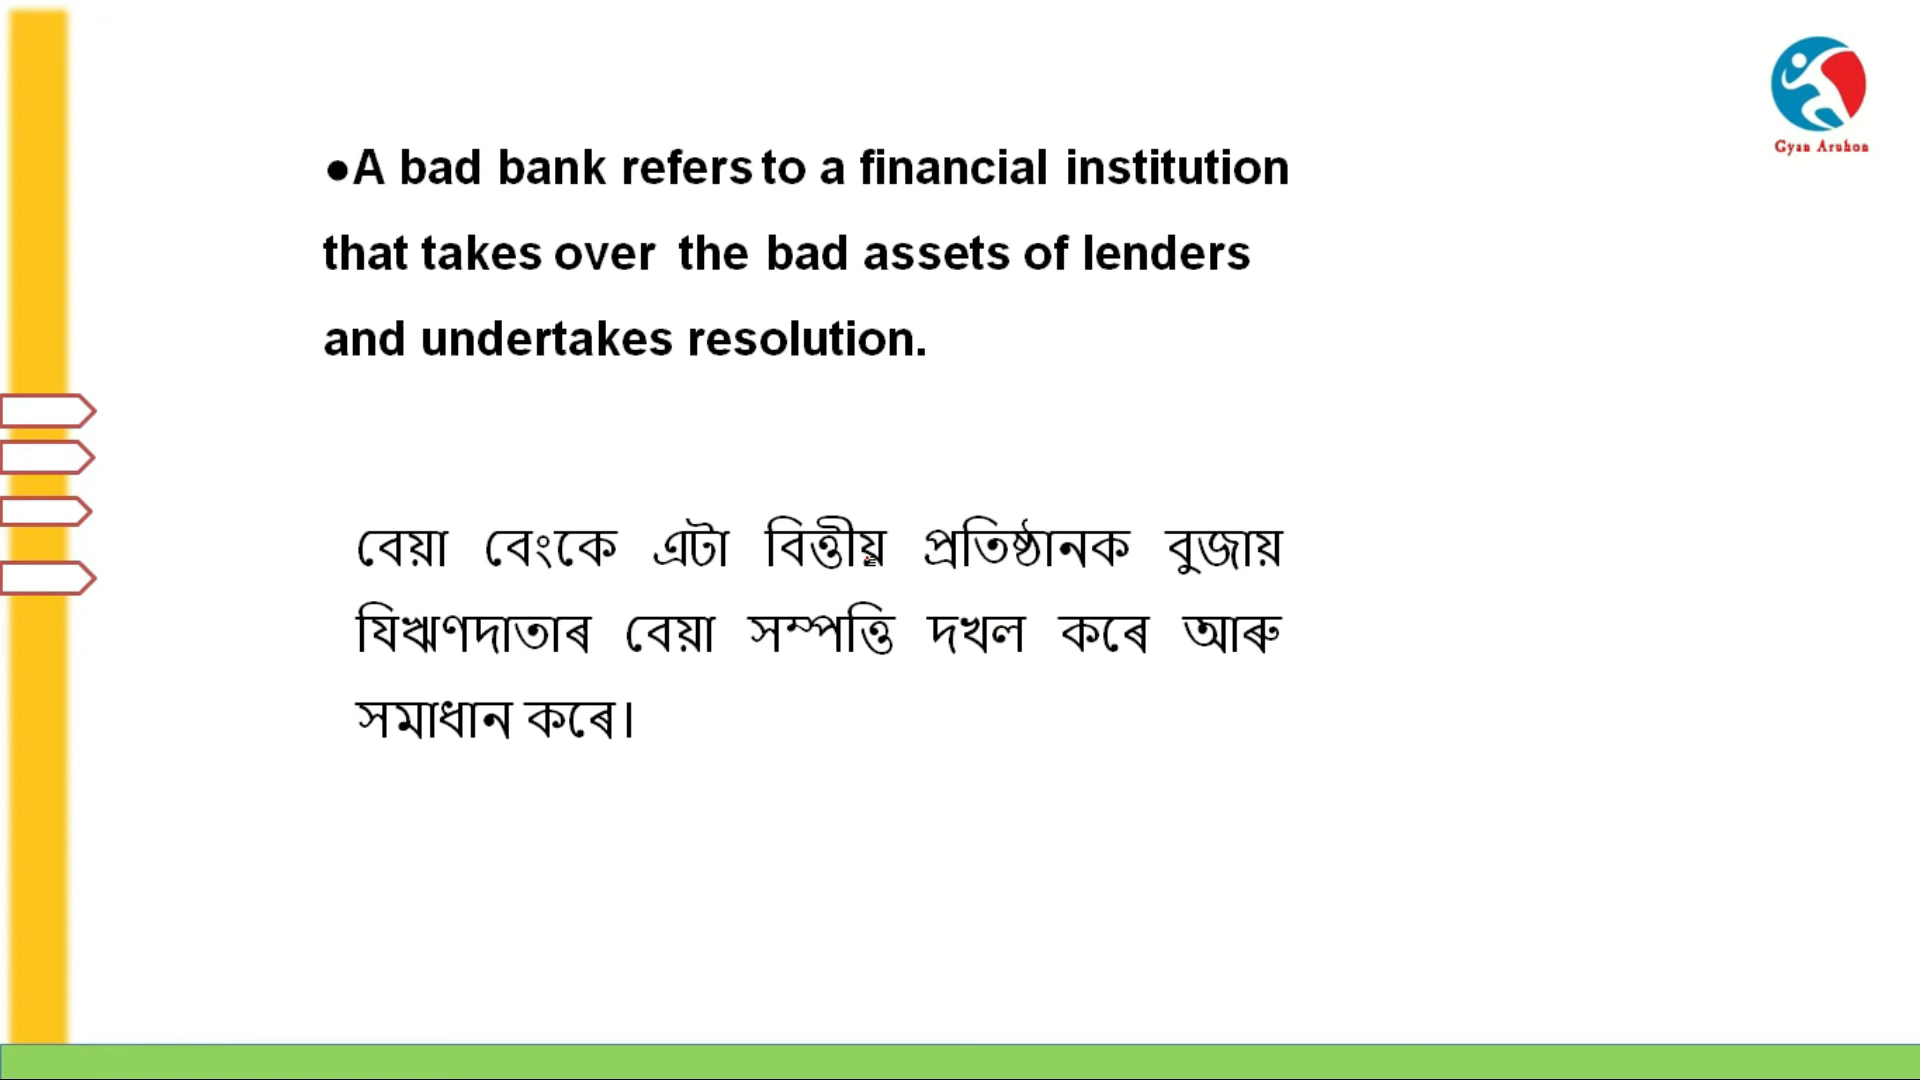 Gyan Aruhon
●A bad bank refers to a financial institution
that takes over the bad assets of lenders
and undertakes resolution.
বেয়া বেংকে এটা বিত্তীয় প্ৰতিষ্ঠানক বুজায়
যিঋণদাতাৰ বেয়া সম্পত্তি দখল কৰে আৰু
সমাধান কৰে।